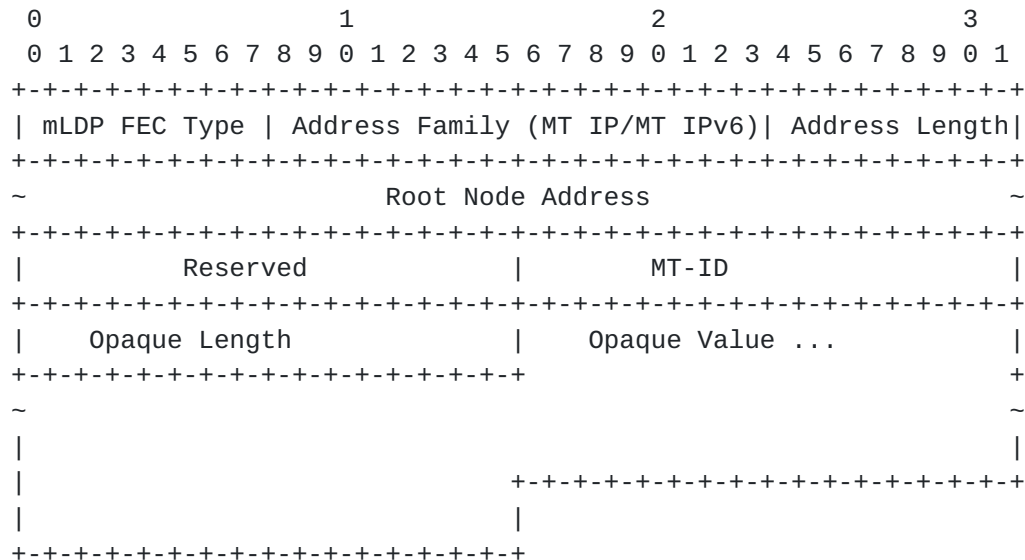 0                   1                   2                   3
 0 1 2 3 4 5 6 7 8 9 0 1 2 3 4 5 6 7 8 9 0 1 2 3 4 5 6 7 8 9 0 1
+-+-+-+-+-+-+-+-+-+-+-+-+-+-+-+-+-+-+-+-+-+-+-+-+-+-+-+-+-+-+-+-+
| mLDP FEC Type | Address Family (MT IP/MT IPv6)| Address Length|
+-+-+-+-+-+-+-+-+-+-+-+-+-+-+-+-+-+-+-+-+-+-+-+-+-+-+-+-+-+-+-+-+
~                       Root Node Address                       ~
+-+-+-+-+-+-+-+-+-+-+-+-+-+-+-+-+-+-+-+-+-+-+-+-+-+-+-+-+-+-+-+-+
|          Reserved             |        MT-ID                  |
+-+-+-+-+-+-+-+-+-+-+-+-+-+-+-+-+-+-+-+-+-+-+-+-+-+-+-+-+-+-+-+-+
|    Opaque Length              |    Opaque Value ...           |
+-+-+-+-+-+-+-+-+-+-+-+-+-+-+-+-+                               +
~                                                               ~
|                                                               |
|                               +-+-+-+-+-+-+-+-+-+-+-+-+-+-+-+-+
|                               |
+-+-+-+-+-+-+-+-+-+-+-+-+-+-+-+-+